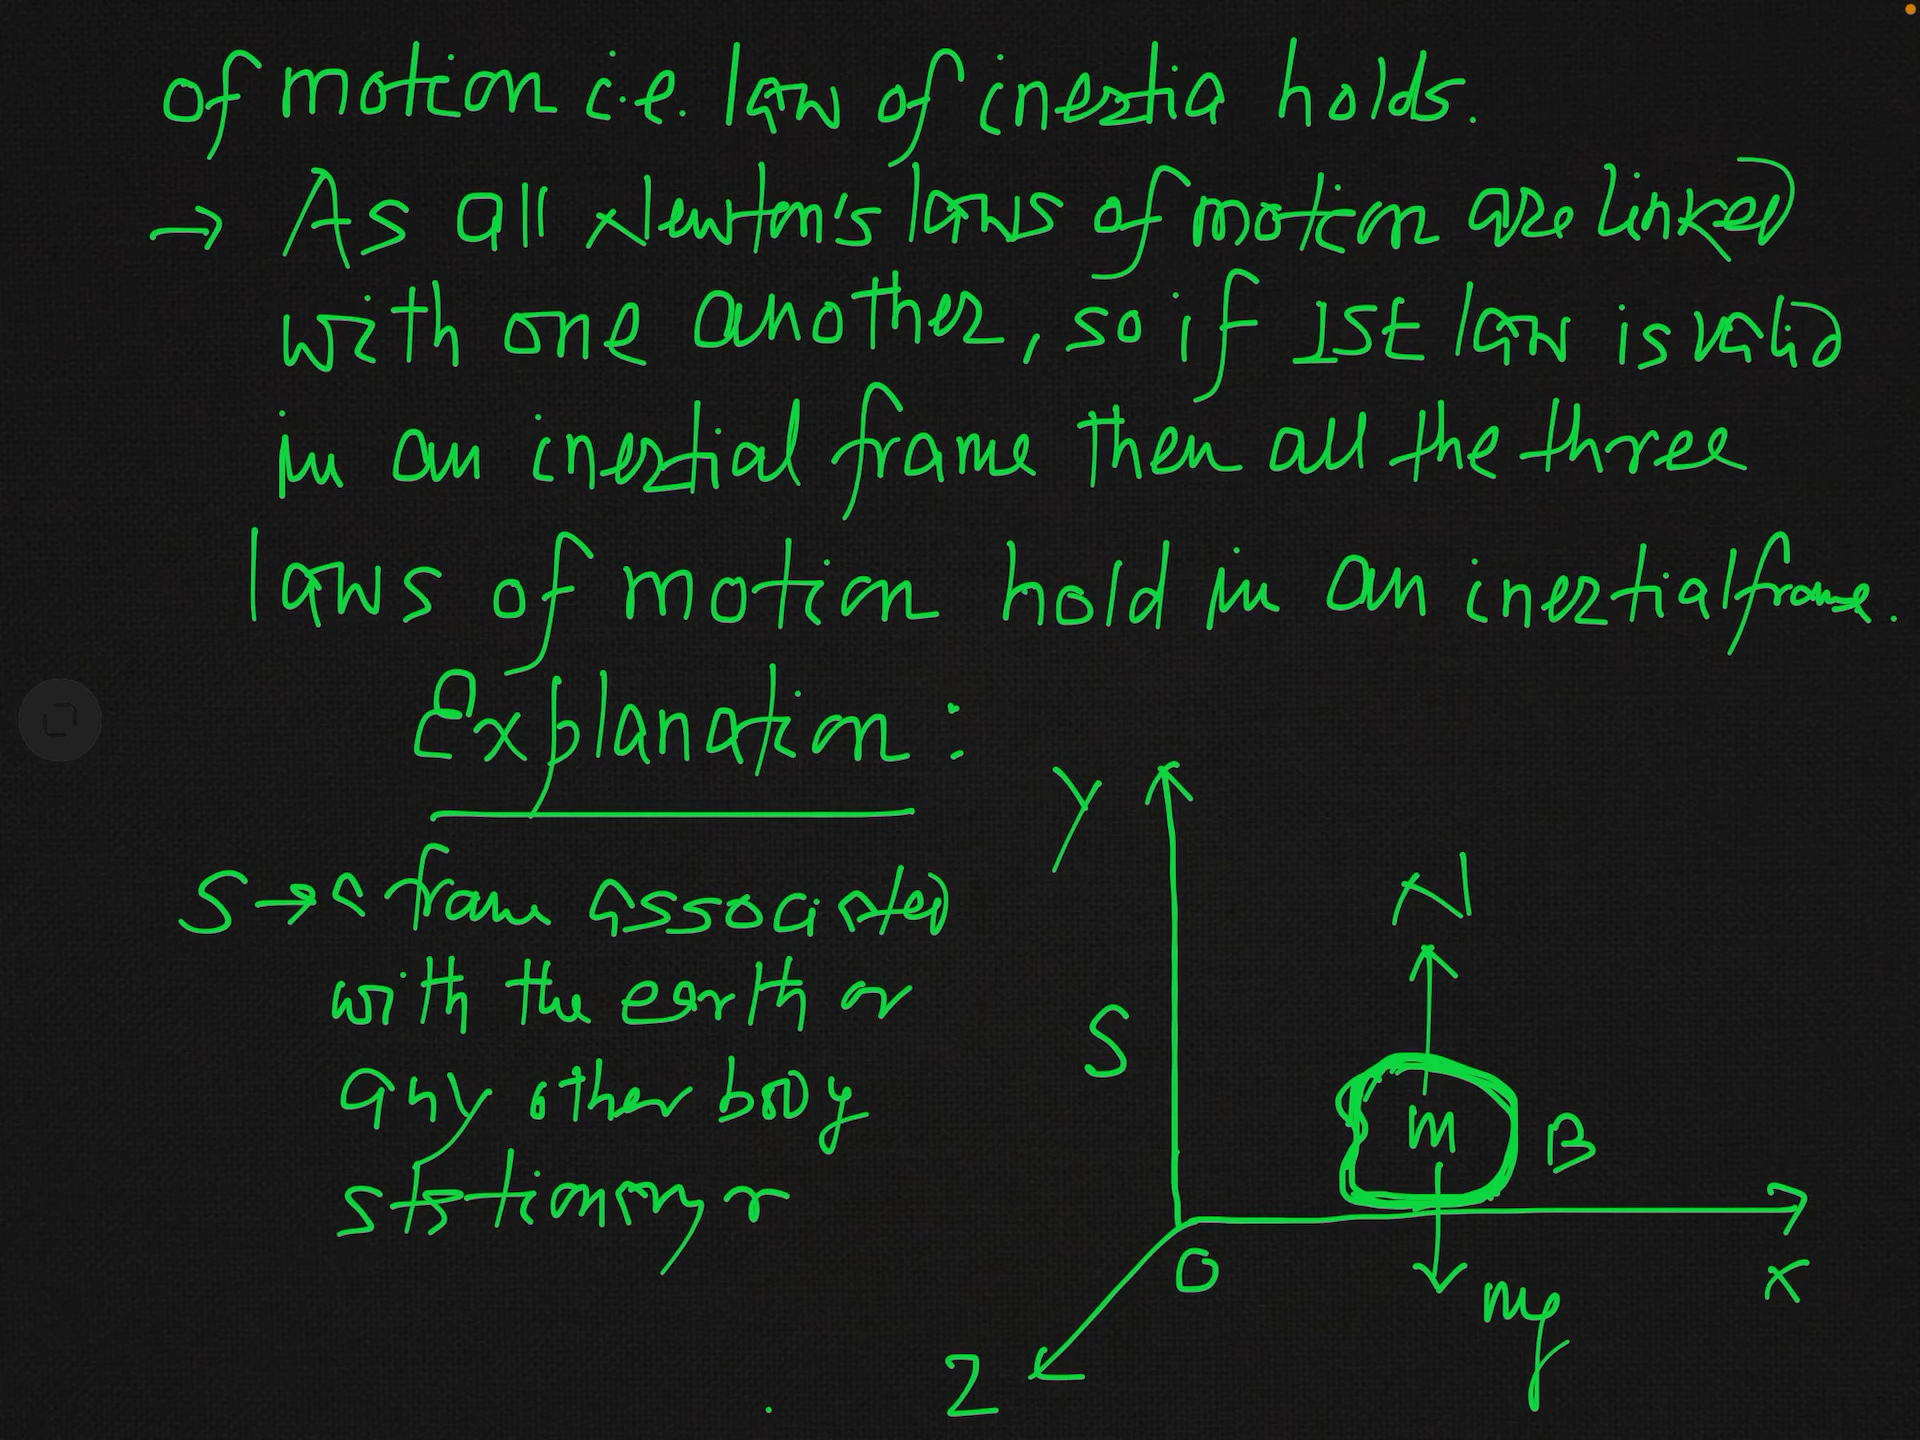 of motion i.e. law of inertia holds.
→ As all Newton's laws of motion are linked
with one another, so if 1st law is valid
in an inertial frame then all the three
laws of motion hold in an inertial frame.
Explanation:
S → a frame associated
with the earth or
any other body
stationary r
Y
N
S
m
B
O
X
mg
Z